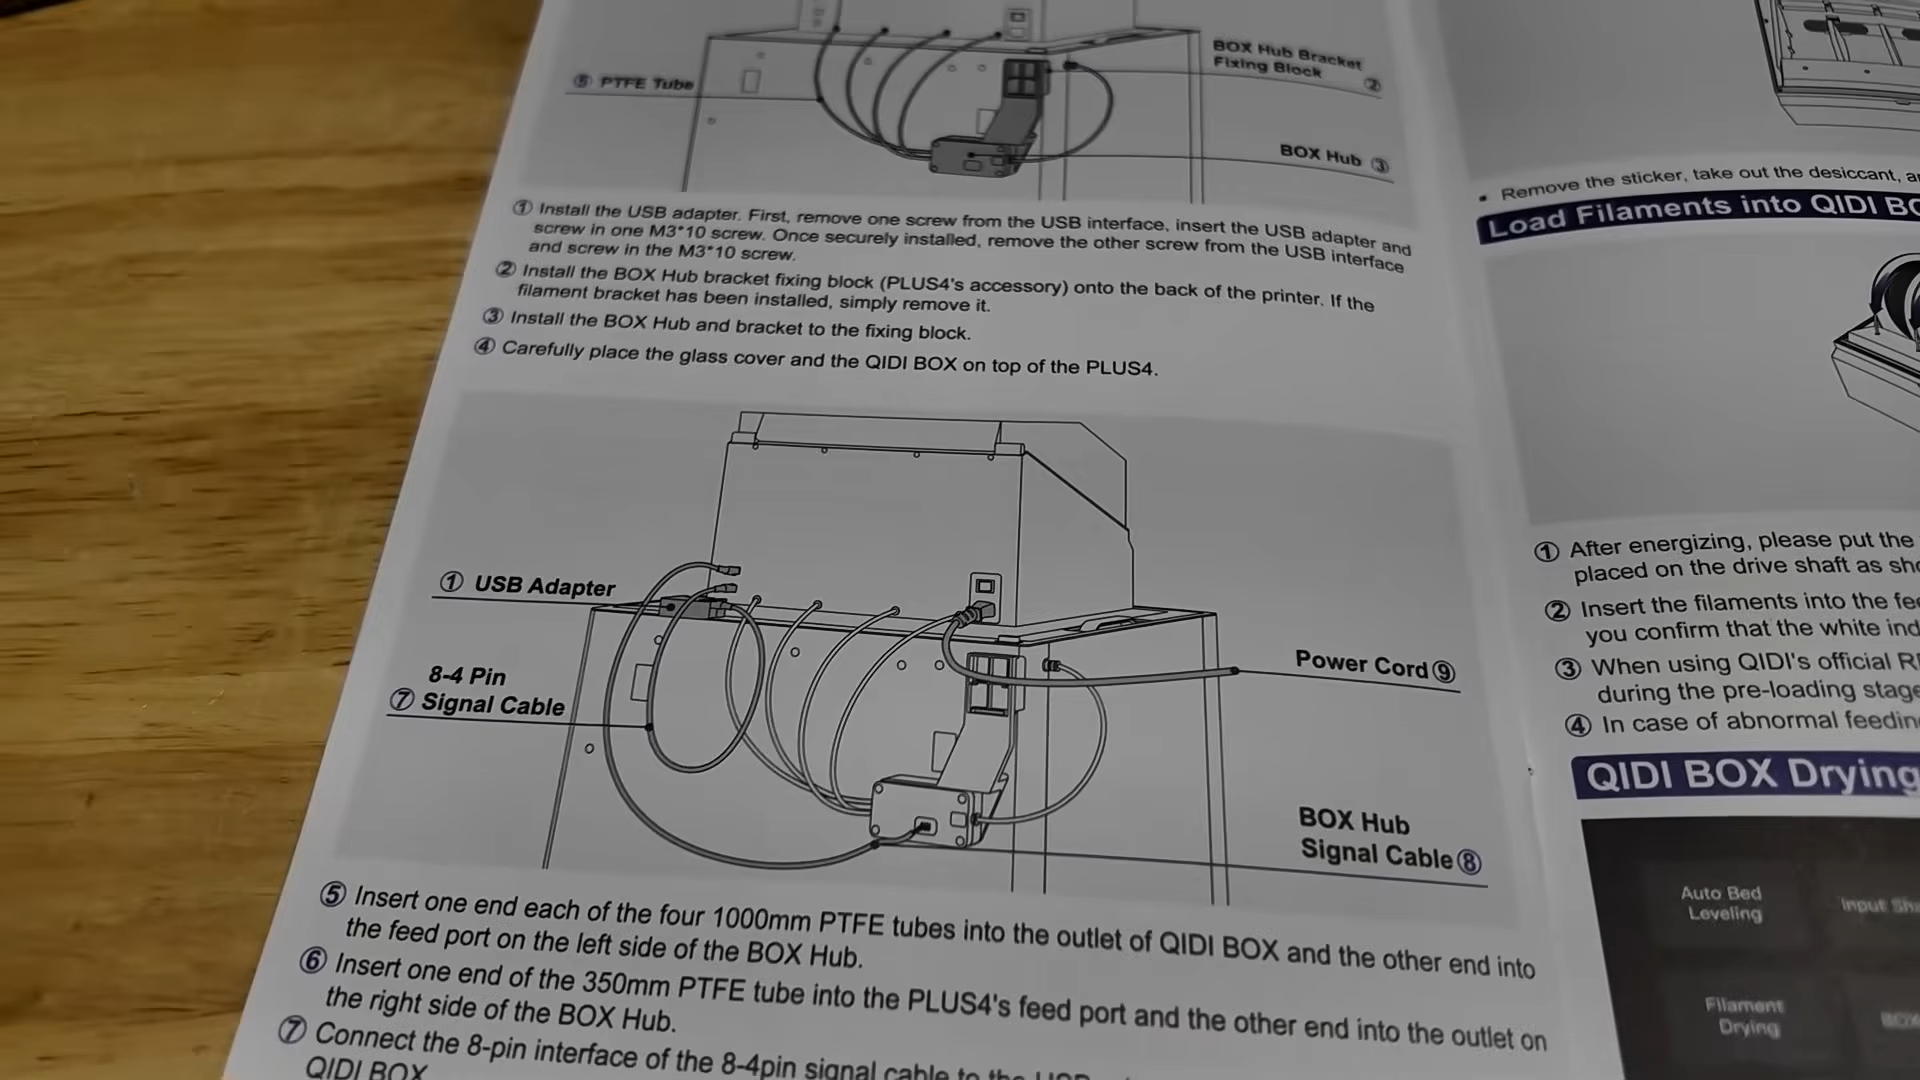 ⑤ PTFE Tube
BOX Hub Bracket
Fixing Block
②
BOX Hub ③
① Install the USB adapter. First, remove one screw from the USB interface, insert the USB adapter and
screw in one M3*10 screw. Once securely installed, remove the other screw from the USB interface
and screw in the M3*10 screw.
② Install the BOX Hub bracket fixing block (PLUS4's accessory) onto the back of the printer. If the
filament bracket has been installed, simply remove it.
③ Install the BOX Hub and bracket to the fixing block.
④ Carefully place the glass cover and the QIDI BOX on top of the PLUS4.
① USB Adapter
8-4 Pin
⑦ Signal Cable
Power Cord ⑨
BOX Hub
Signal Cable ⑧
⑤ Insert one end each of the four 1000mm PTFE tubes into the outlet of QIDI BOX and the other end into
the feed port on the left side of the BOX Hub.
⑥ Insert one end of the 350mm PTFE tube into the PLUS4's feed port and the other end into the outlet on
the right side of the BOX Hub.
⑦ Connect the 8-pin interface of the 8-4pin signal cable to the USB
QIDI BOX
• Remove the sticker, take out the desiccant,
Load Filaments into QIDI
① After energizing, please put the
placed on the drive shaft as
② Insert the filaments into the
you confirm that the white
③ When using QIDI's official
during the pre-loading
④ In case of abnormal
QIDI BOX Drying
Auto Bed
Leveling
Input
Filament
Drying
BOX